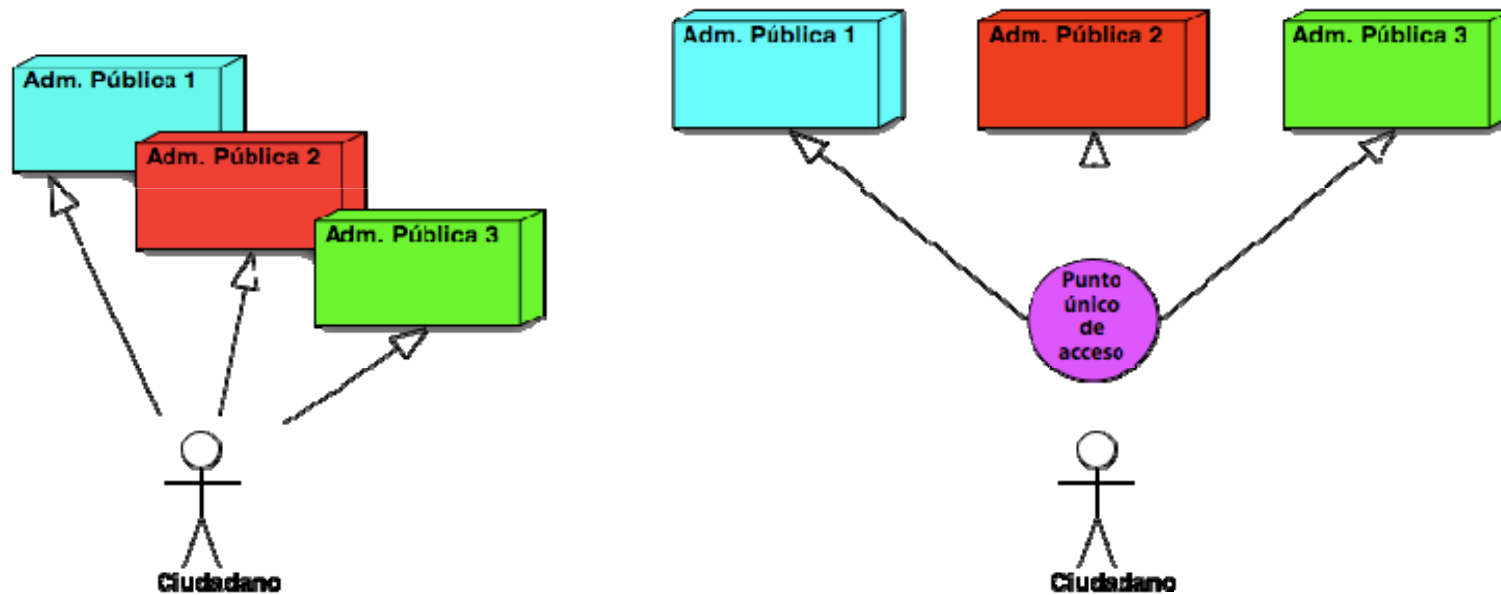 Adm. Pública 1
Adm. Pública 2
Adm. Pública 3
Ciudadano
Adm. Pública 1
Adm. Pública 2
Adm. Pública 3
Punto
único
de
acceso
Ciudadano